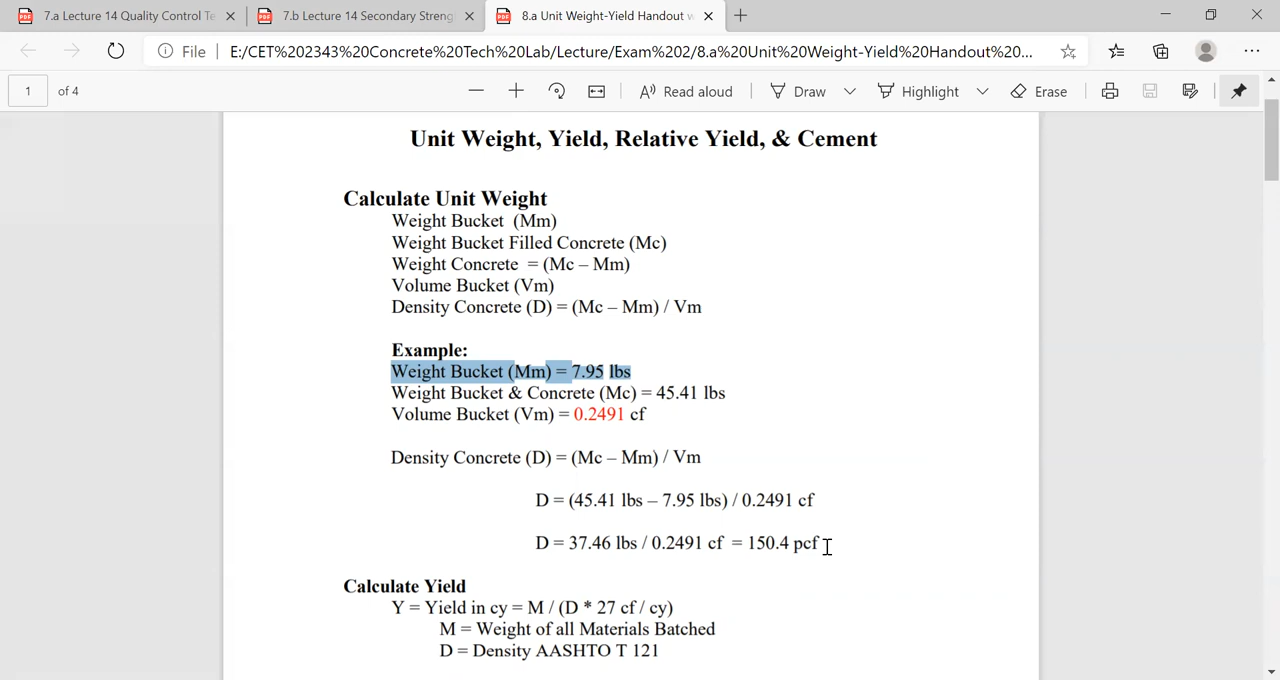 7.a Lecture 14 Quality Control Te
7.b Lecture 14 Secondary Streng
8.a Unit Weight-Yield Handout w
File
E:/CET%202343%20Concrete%20Tech%20Lab/Lecture/Exam%202/8.a%20Unit%20Weight-Yield%20Handout%20...
1 of 4
Read aloud
Draw
Highlight
Erase
Unit Weight, Yield, Relative Yield, & Cement
Calculate Unit Weight
Weight Bucket (Mm)
Weight Bucket Filled Concrete (Mc)
Weight Concrete = (Mc – Mm)
Volume Bucket (Vm)
Density Concrete (D) = (Mc – Mm) / Vm
Example:
Weight Bucket (Mm) = 7.95 lbs
Weight Bucket & Concrete (Mc) = 45.41 lbs
Volume Bucket (Vm) = 0.2491 cf
Density Concrete (D) = (Mc – Mm) / Vm
D = (45.41 lbs – 7.95 lbs) / 0.2491 cf
D = 37.46 lbs / 0.2491 cf = 150.4 pcf
Calculate Yield
Y = Yield in cy = M / (D * 27 cf / cy)
M = Weight of all Materials Batched
D = Density AASHTO T 121